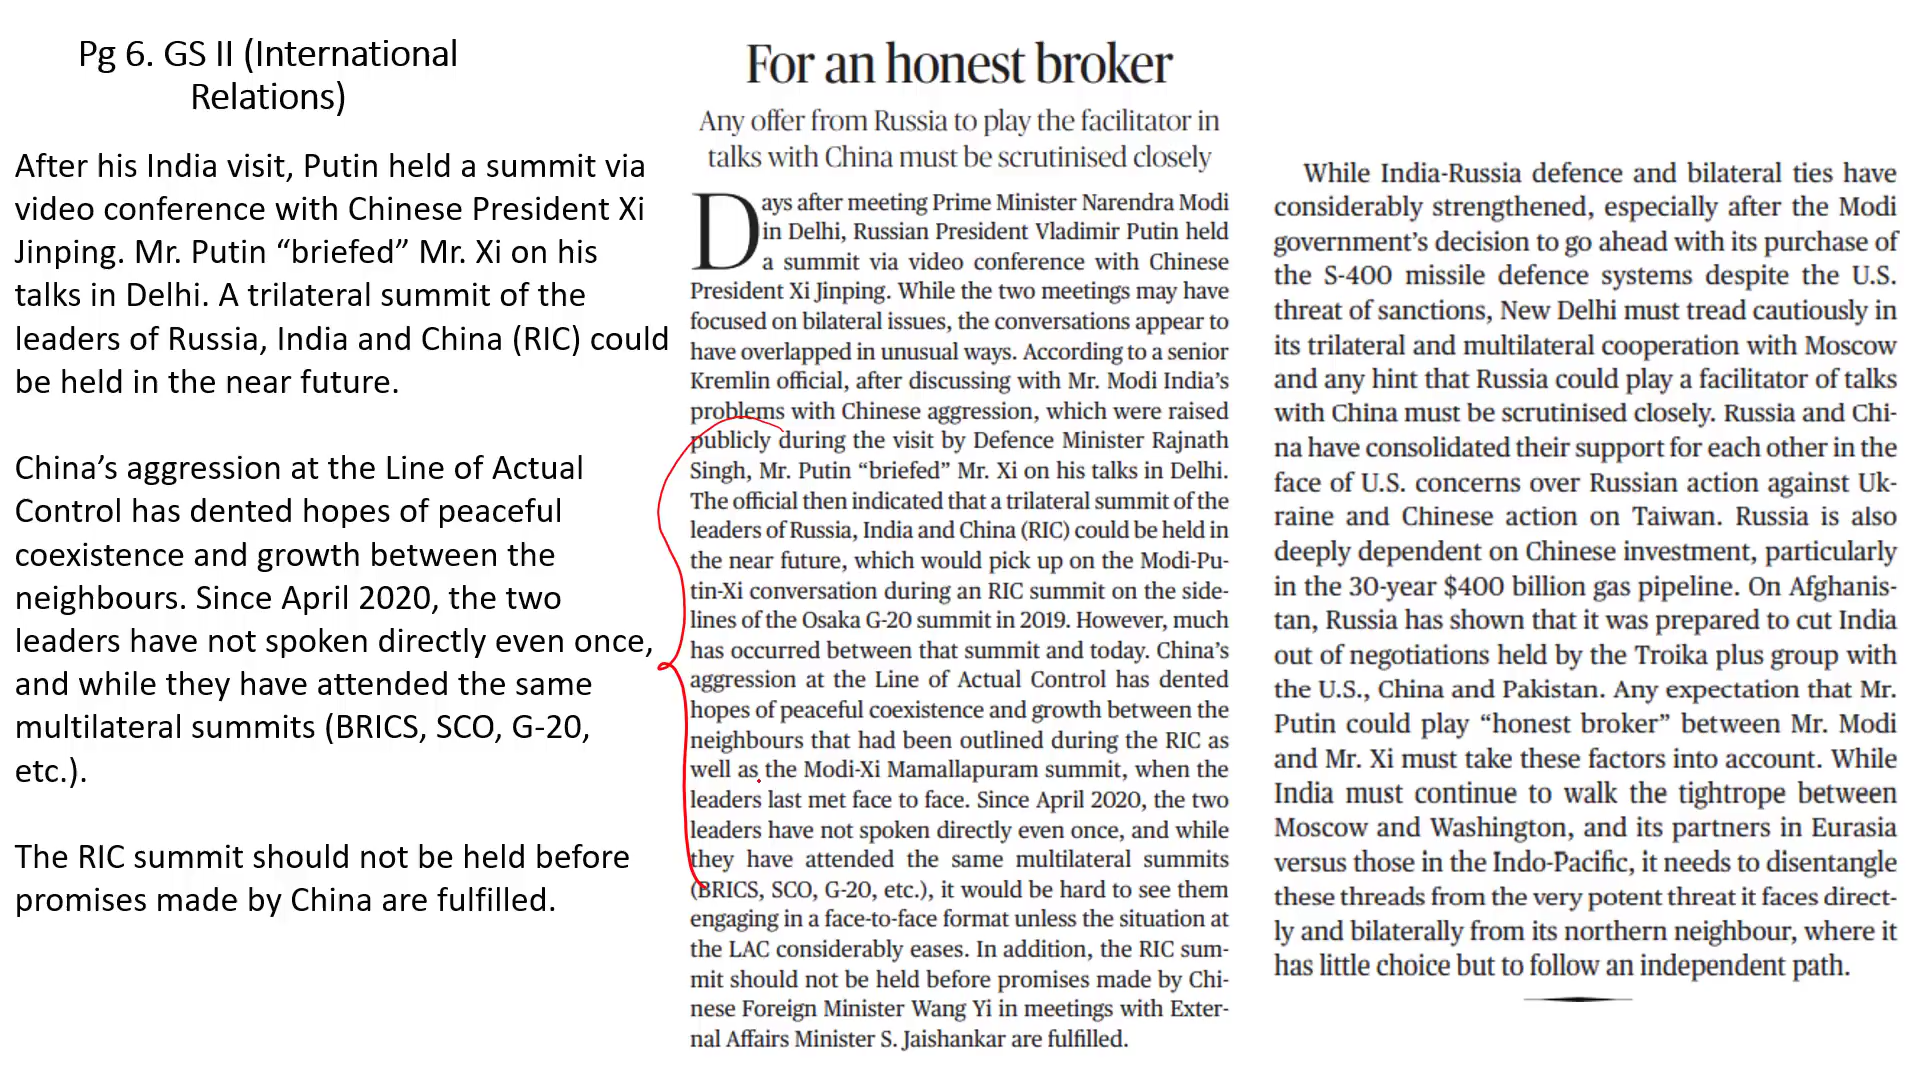 Pg 6. GS II (International
Relations)
After his India visit, Putin held a summit via
video conference with Chinese President Xi
Jinping. Mr. Putin “briefed” Mr. Xi on his
talks in Delhi. A trilateral summit of the
leaders of Russia, India and China (RIC) could
be held in the near future.
China’s aggression at the Line of Actual
Control has dented hopes of peaceful
coexistence and growth between the
neighbours. Since April 2020, the two
leaders have not spoken directly even once,
and while they have attended the same
multilateral summits (BRICS, SCO, G-20,
etc.).
The RIC summit should not be held before
promises made by China are fulfilled.
For an honest broker
Any offer from Russia to play the facilitator in
talks with China must be scrutinised closely
Days after meeting Prime Minister Narendra Modi
in Delhi, Russian President Vladimir Putin held
a summit via video conference with Chinese
President Xi Jinping. While the two meetings may have
focused on bilateral issues, the conversations appear to
have overlapped in unusual ways. According to a senior
Kremlin official, after discussing with Mr. Modi India’s
problems with Chinese aggression, which were raised
publicly during the visit by Defence Minister Rajnath
Singh, Mr. Putin “briefed” Mr. Xi on his talks in Delhi.
The official then indicated that a trilateral summit of the
leaders of Russia, India and China (RIC) could be held in
the near future, which would pick up on the Modi-Pu-
tin-Xi conversation during an RIC summit on the side-
lines of the Osaka G-20 summit in 2019. However, much
has occurred between that summit and today. China’s
aggression at the Line of Actual Control has dented
hopes of peaceful coexistence and growth between the
neighbours that had been outlined during the RIC as
well as the Modi-Xi Mamallapuram summit, when the
leaders last met face to face. Since April 2020, the two
leaders have not spoken directly even once, and while
they have attended the same multilateral summits
(BRICS, SCO, G-20, etc.), it would be hard to see them
engaging in a face-to-face format unless the situation at
the LAC considerably eases. In addition, the RIC sum-
mit should not be held before promises made by Chi-
nese Foreign Minister Wang Yi in meetings with Exter-
nal Affairs Minister S. Jaishankar are fulfilled.
While India-Russia defence and bilateral ties have
considerably strengthened, especially after the Modi
government’s decision to go ahead with its purchase of
the S-400 missile defence systems despite the U.S.
threat of sanctions, New Delhi must tread cautiously in
its trilateral and multilateral cooperation with Moscow
and any hint that Russia could play a facilitator of talks
with China must be scrutinised closely. Russia and Chi-
na have consolidated their support for each other in the
face of U.S. concerns over Russian action against Uk-
raine and Chinese action on Taiwan. Russia is also
deeply dependent on Chinese investment, particularly
in the 30-year $400 billion gas pipeline. On Afghanis-
tan, Russia has shown that it was prepared to cut India
out of negotiations held by the Troika plus group with
the U.S., China and Pakistan. Any expectation that Mr.
Putin could play “honest broker” between Mr. Modi
and Mr. Xi must take these factors into account. While
India must continue to walk the tightrope between
Moscow and Washington, and its partners in Eurasia
versus those in the Indo-Pacific, it needs to disentangle
these threads from the very potent threat it faces direct-
ly and bilaterally from its northern neighbour, where it
has little choice but to follow an independent path.